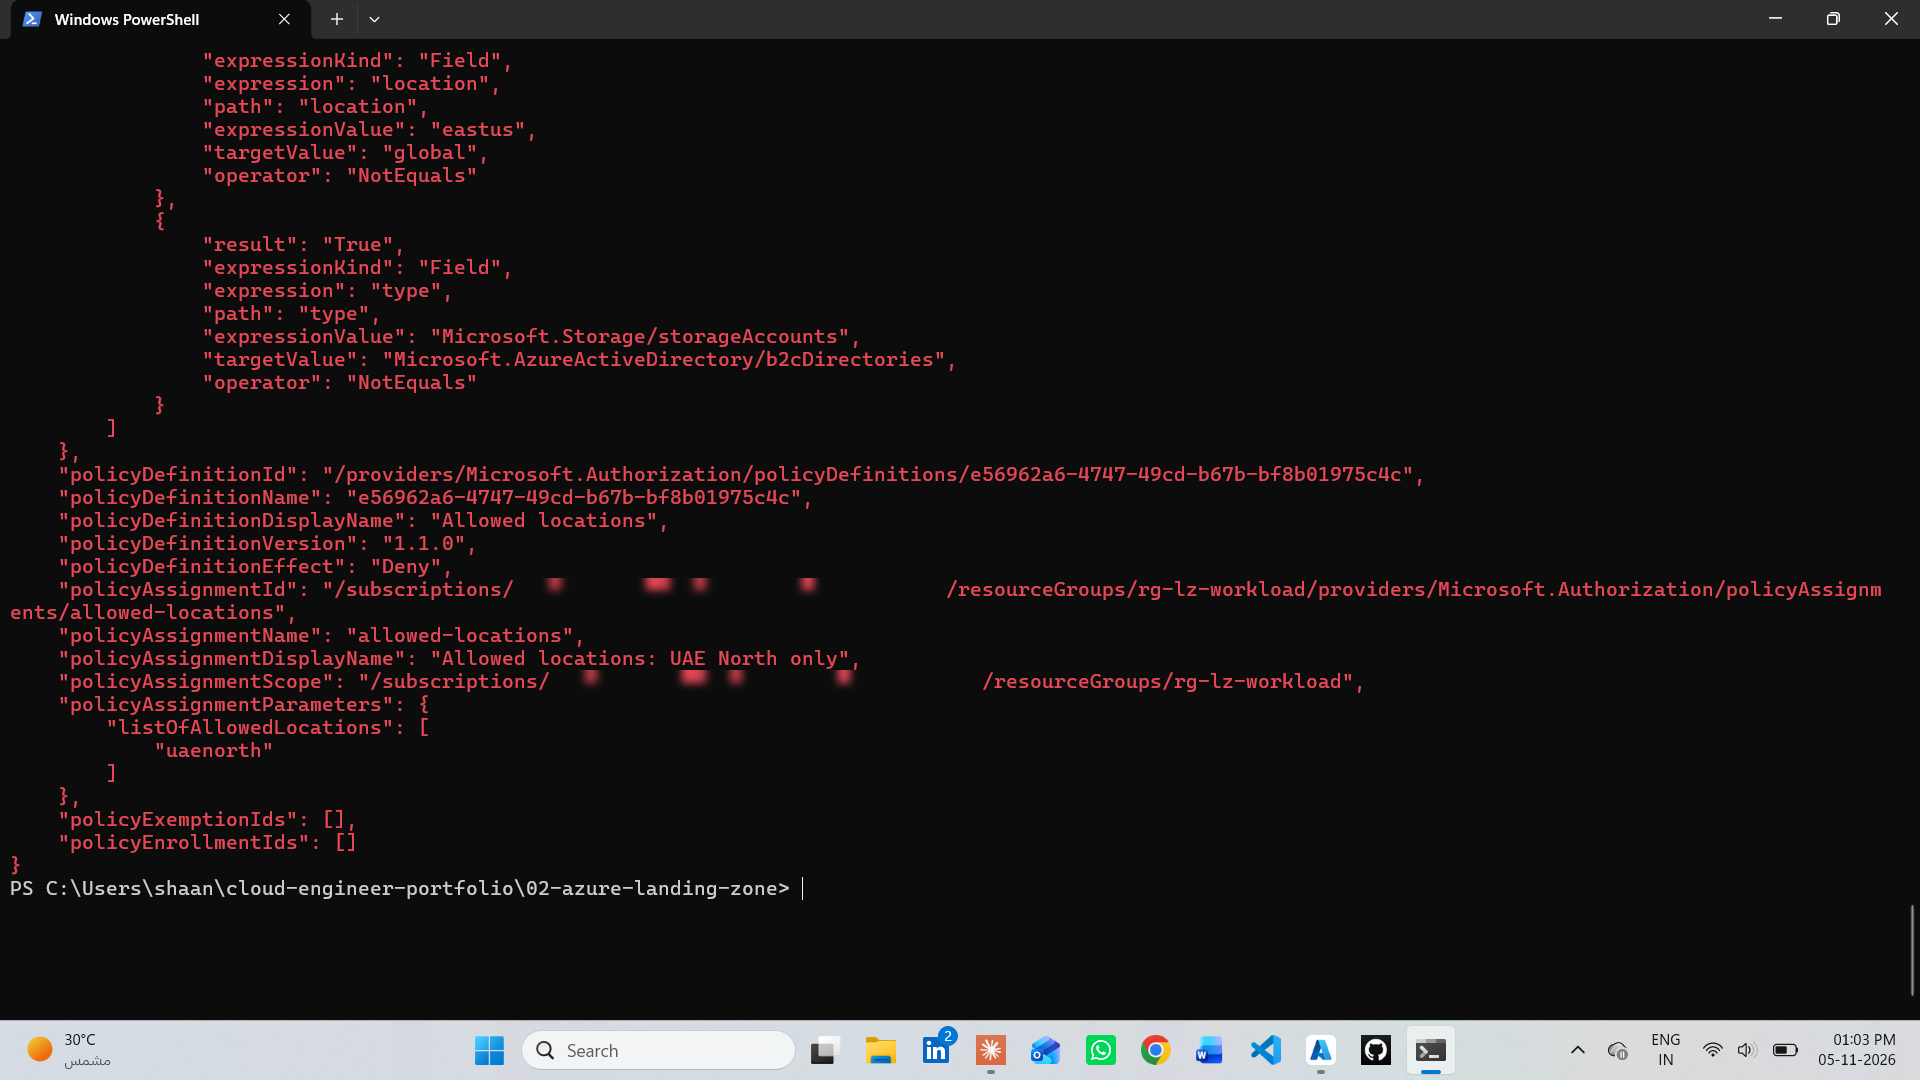 Windows PowerShell
"expressionKind": "Field",
"expression": "location",
"path": "location",
"expressionValue": "eastus",
"targetValue": "global",
"operator": "NotEquals"
},
{
"result": "True",
"expressionKind": "Field",
"expression": "type",
"path": "type",
"expressionValue": "Microsoft.Storage/storageAccounts",
"targetValue": "Microsoft.AzureActiveDirectory/b2cDirectories",
"operator": "NotEquals"
}
]
},
"policyDefinitionId": "/providers/Microsoft.Authorization/policyDefinitions/e56962a6-4747-49cd-b67b-bf8b01975c4c",
"policyDefinitionName": "e56962a6-4747-49cd-b67b-bf8b01975c4c",
"policyDefinitionDisplayName": "Allowed locations",
"policyDefinitionVersion": "1.1.0",
"policyDefinitionEffect": "Deny",
"policyAssignmentId": "/subscriptions/ /resourceGroups/rg-lz-workload/providers/Microsoft.Authorization/policyAssignm
ents/allowed-locations",
"policyAssignmentName": "allowed-locations",
"policyAssignmentDisplayName": "Allowed locations: UAE North only",
"policyAssignmentScope": "/subscriptions/ /resourceGroups/rg-lz-workload",
"policyAssignmentParameters": {
"listOfAllowedLocations": [
"uaenorth"
]
},
"policyExemptionIds": [],
"policyEnrollmentIds": []
}
PS C:\Users\shaan\cloud-engineer-portfolio\02-azure-landing-zone>
30°C
مشمس
Search
2
ENG
IN
01:03 PM
05-11-2026